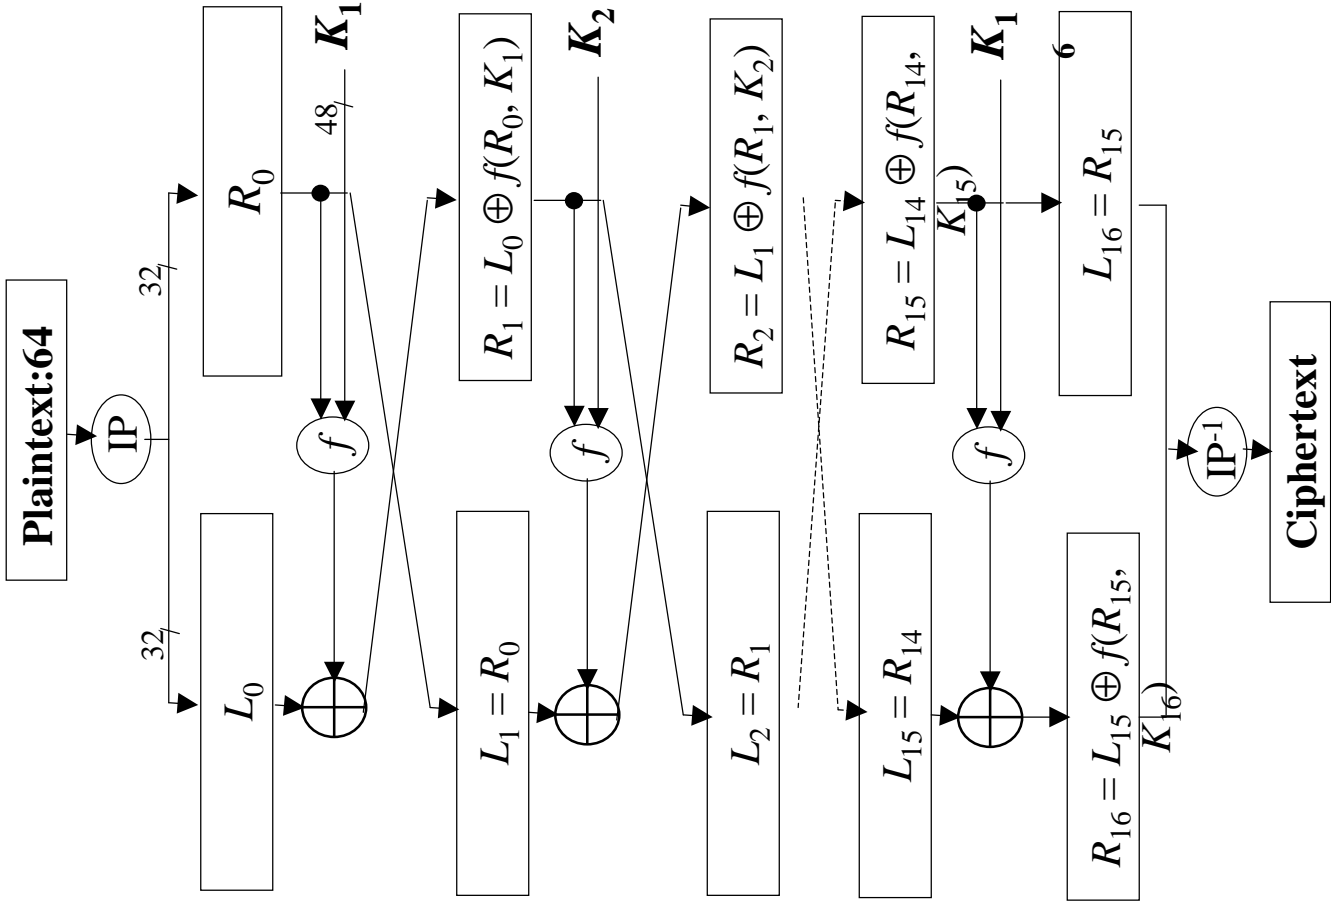 Plaintext:64
IP
32
32
L0
R0
K1
48
f
L1 = R0
R1 = L0 ⊕ f(R0, K1)
K2
f
L2 = R1
R2 = L1 ⊕ f(R1, K2)
L15 = R14
R15 = L14 ⊕ f(R14,
K15)
K1
6
f
R16 = L15 ⊕ f(R15,
K16)
L16 = R15
IP-1
Ciphertext